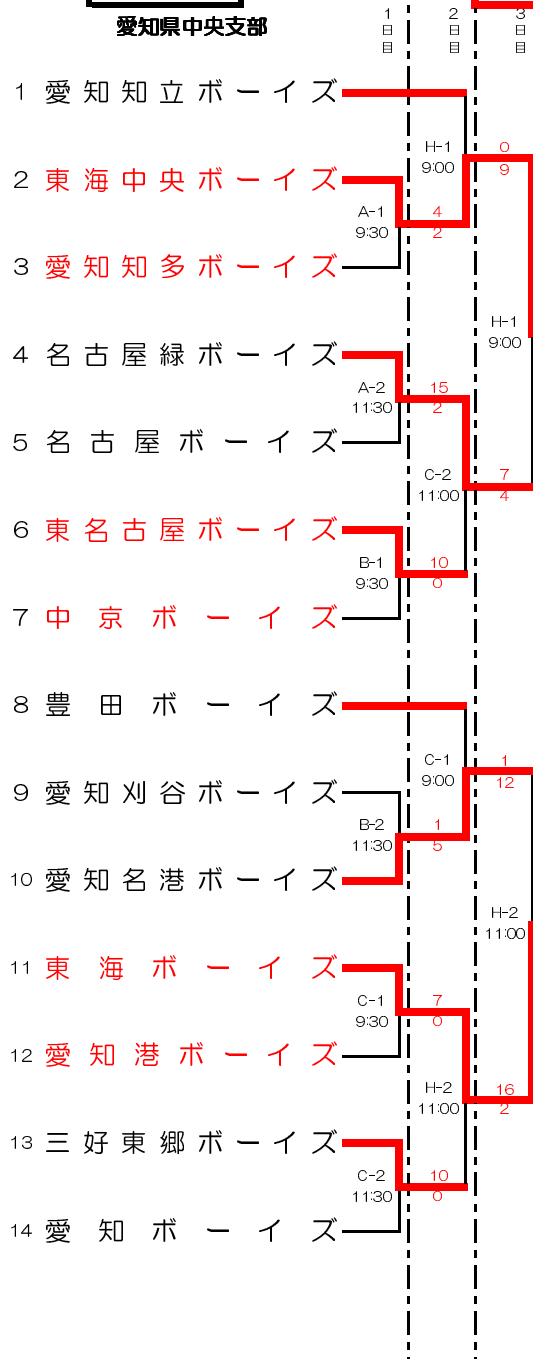 愛知県中央支部
1日目
2日目
3日目
1 愛知知立ボーイズ
H-1
9:00
0
9
2 東海中央ボーイズ
A-1
9:30
4
2
3 愛知知多ボーイズ
H-1
9:00
4 名古屋緑ボーイズ
A-2
11:30
15
2
5 名古屋ボーイズ
C-2
11:00
7
4
6 東名古屋ボーイズ
B-1
9:30
10
0
7 中京ボーイズ
8 豊田ボーイズ
C-1
9:00
1
12
9 愛知刈谷ボーイズ
B-2
11:30
1
5
10 愛知名港ボーイズ
H-2
11:00
11 東海ボーイズ
C-1
9:30
7
0
12 愛知港ボーイズ
H-2
11:00
16
2
13 三好東郷ボーイズ
C-2
11:30
10
0
14 愛知ボーイズ